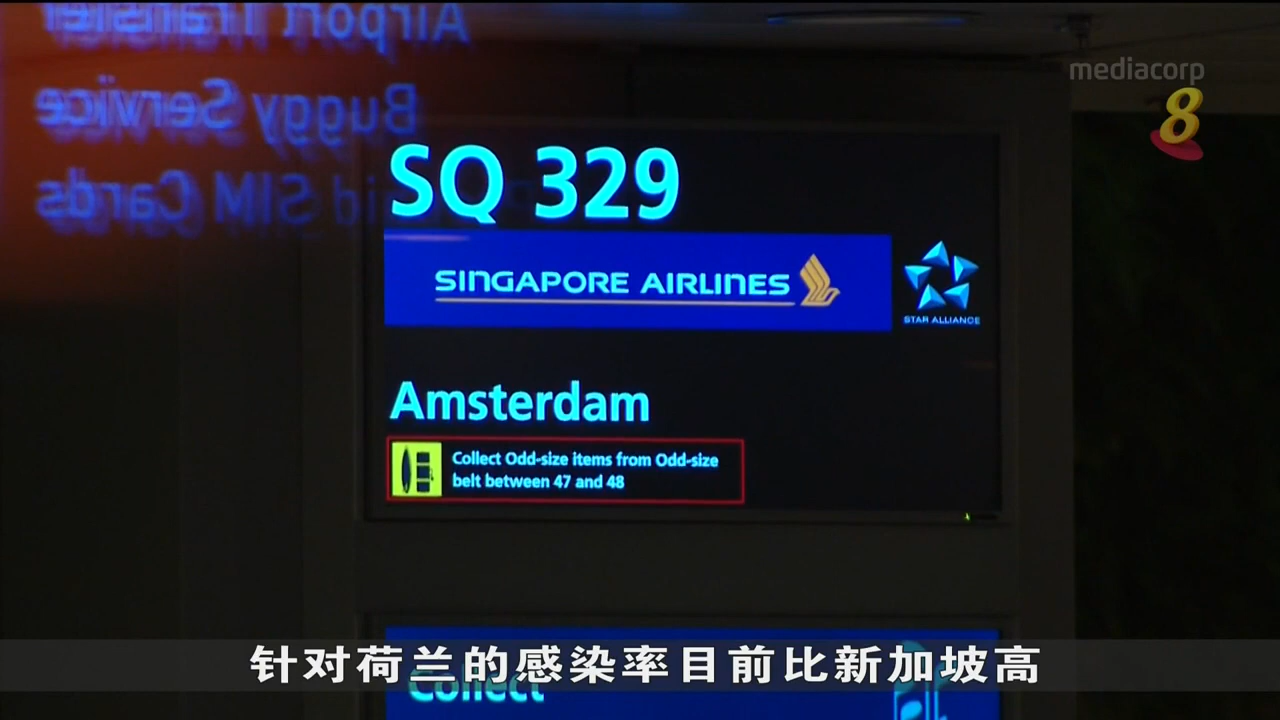 Airport Transfer
Buggy Service
id SIM Cards
mediacorp
8
SQ 329
SINGAPORE AIRLINES
STAR ALLIANCE
Amsterdam
Collect Odd-size items from Odd-size
belt between 47 and 48
针对荷兰的感染率目前比新加坡高
Collect